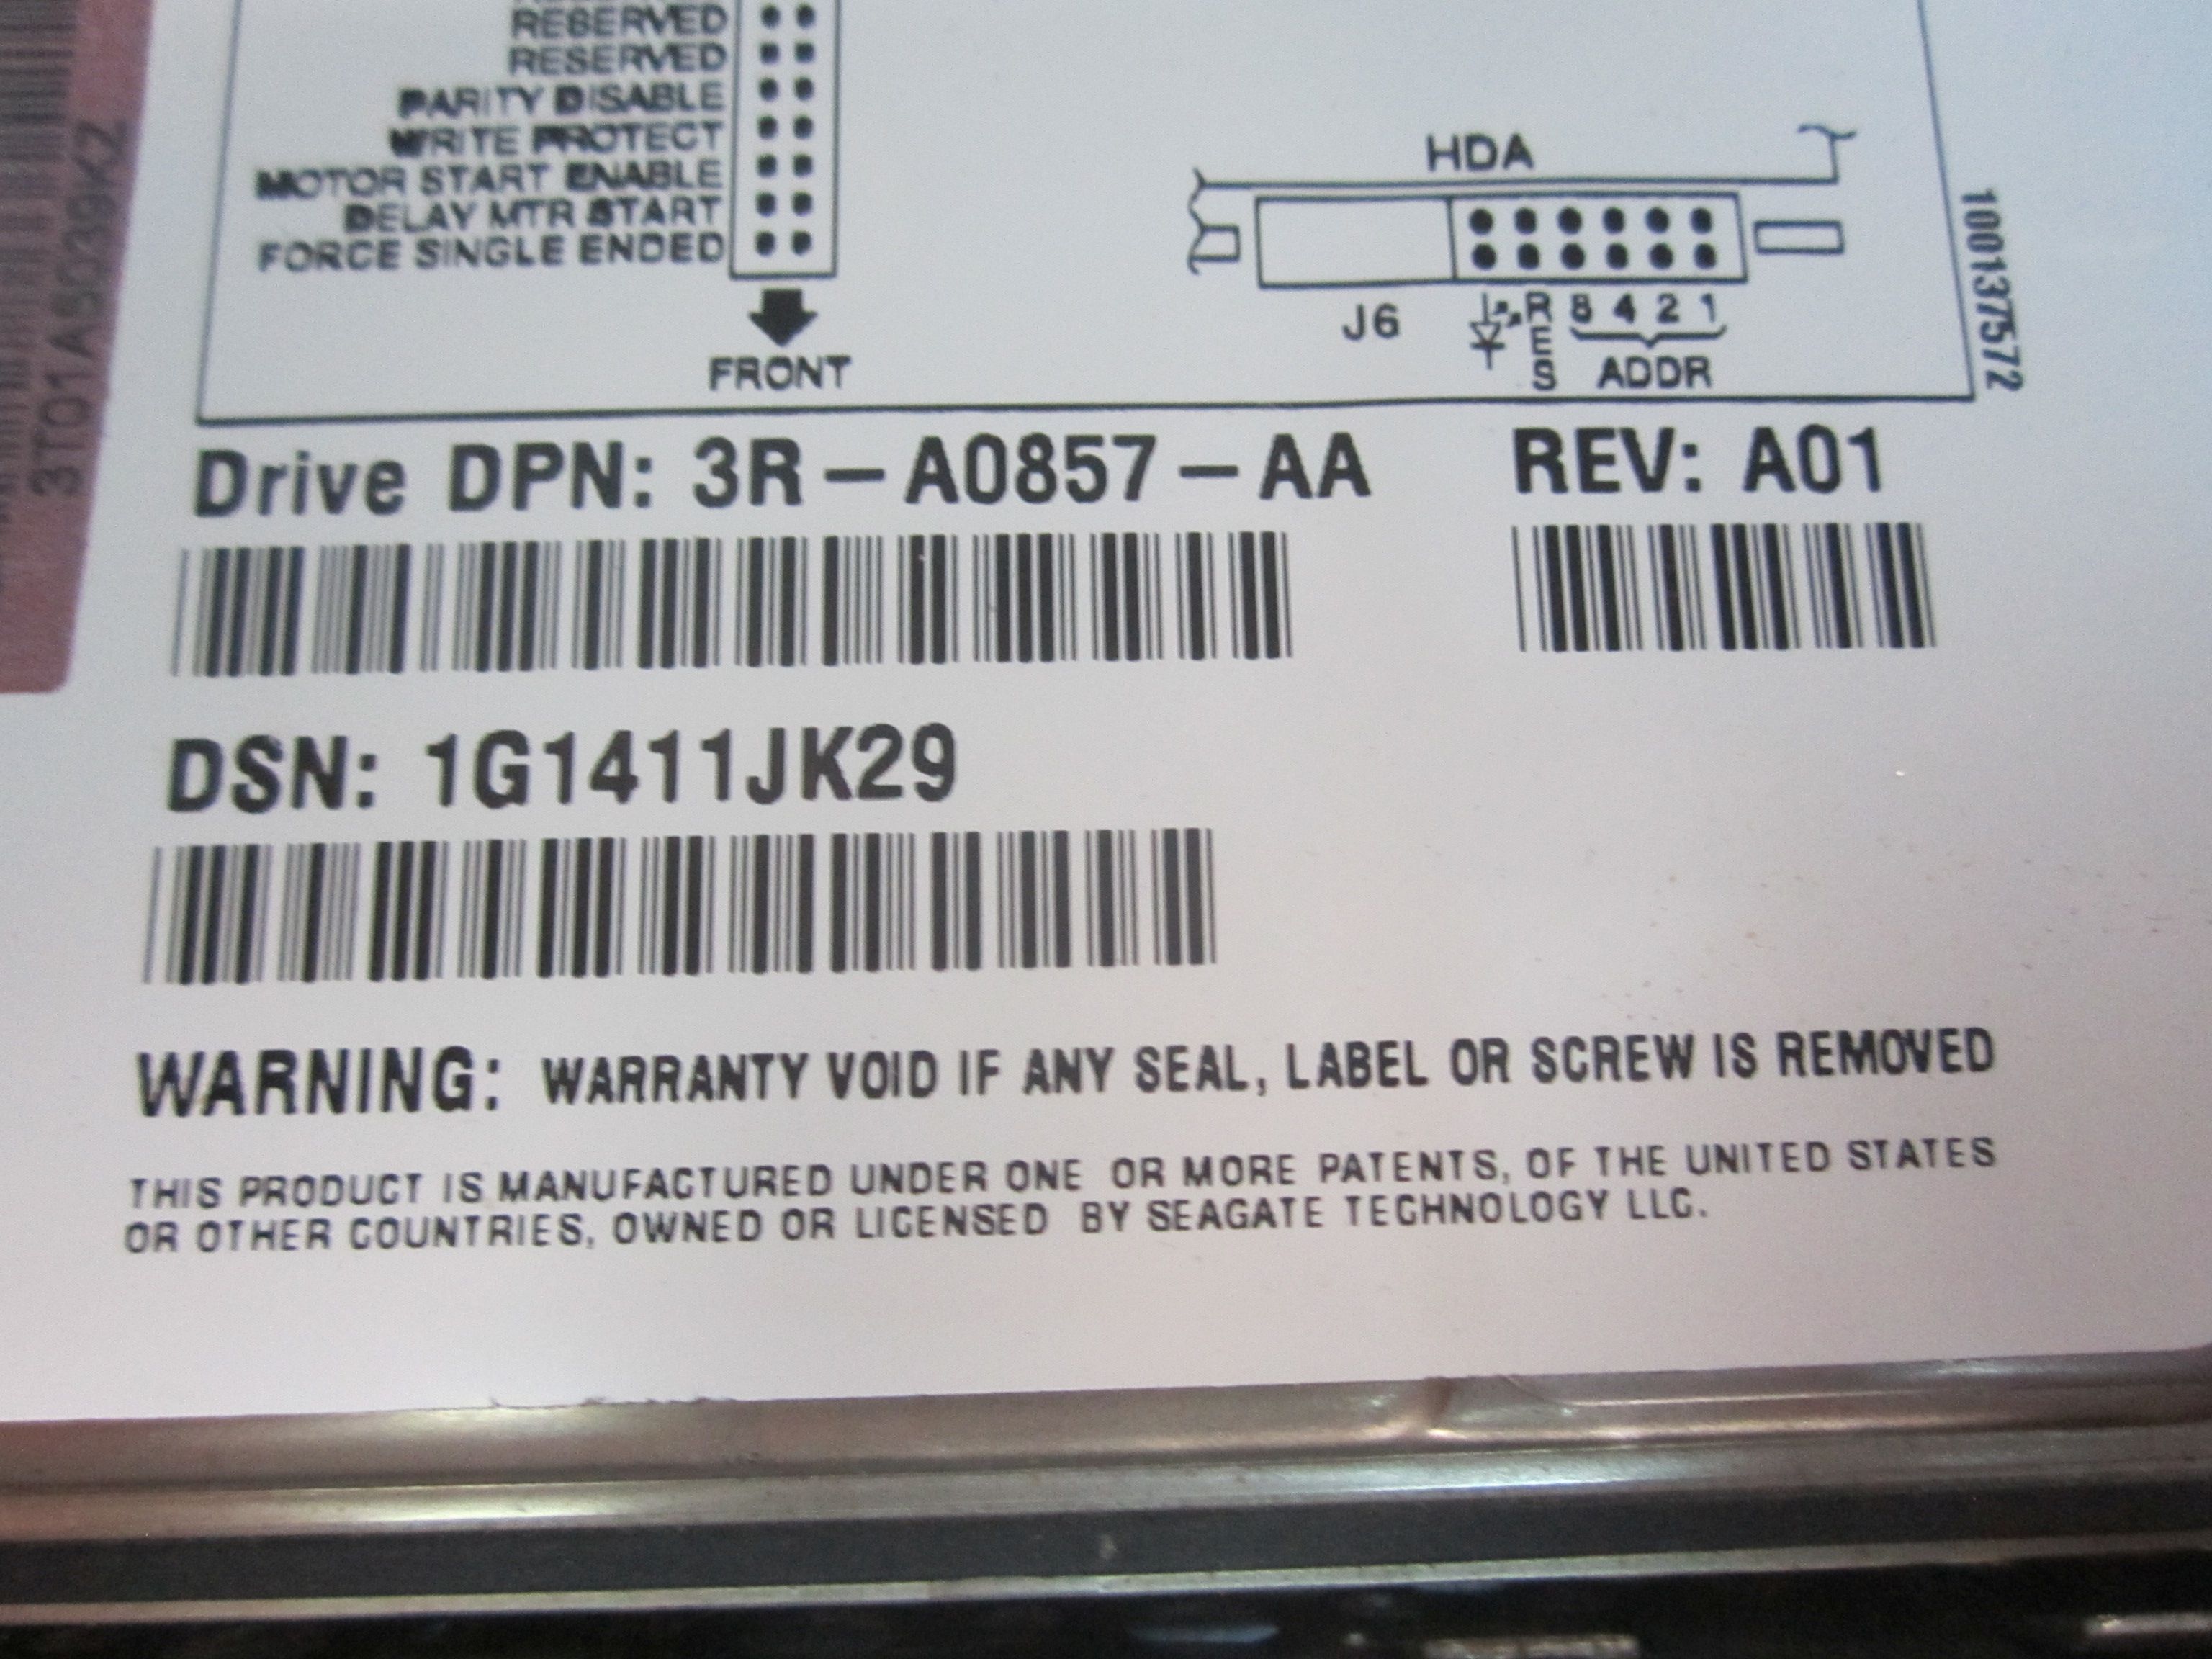 RESERVED
RESERVED
PARITY DISABLE
WRITE PROTECT
MOTOR START ENABLE
DELAY MTR START
FORCE SINGLE ENDED
FRONT
HDA
J6
RES
8 4 2 1
ADDR
100137572
Drive DPN: 3R-A0857-AA REV: A01
DSN: 1G1411JK29
WARNING: WARRANTY VOID IF ANY SEAL, LABEL OR SCREW IS REMOVED
THIS PRODUCT IS MANUFACTURED UNDER ONE OR MORE PATENTS, OF THE UNITED STATES
OR OTHER COUNTRIES, OWNED OR LICENSED BY SEAGATE TECHNOLOGY LLC.